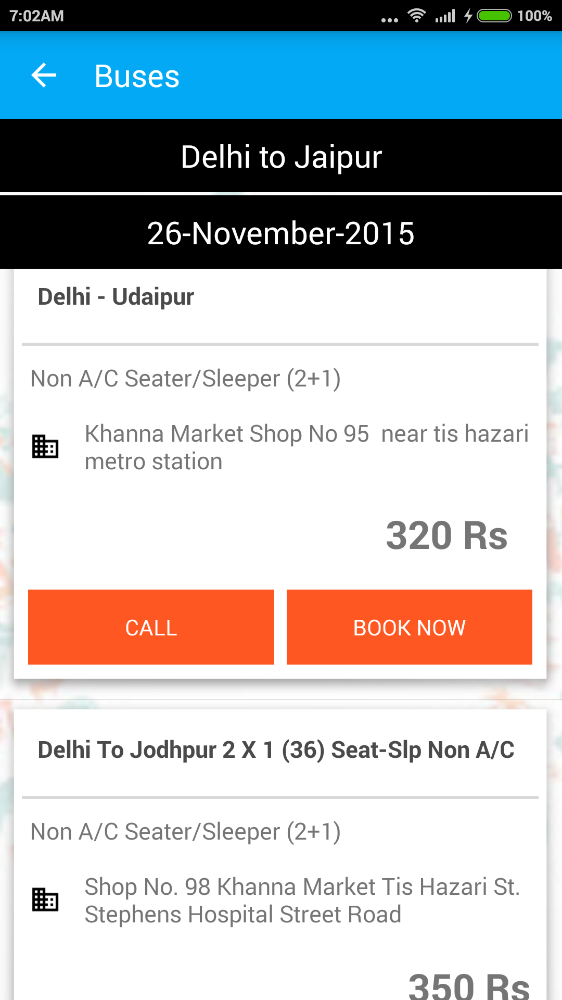 7:02AM
100%
Buses
Delhi to Jaipur
26-November-2015
Delhi - Udaipur
Non A/C Seater/Sleeper (2+1)
Khanna Market Shop No 95  near tis hazari
metro station
320 Rs
CALL
BOOK NOW
Delhi To Jodhpur 2 X 1 (36) Seat-Slp Non A/C
Non A/C Seater/Sleeper (2+1)
Shop No. 98 Khanna Market Tis Hazari St.
Stephens Hospital Street Road
350 Rs